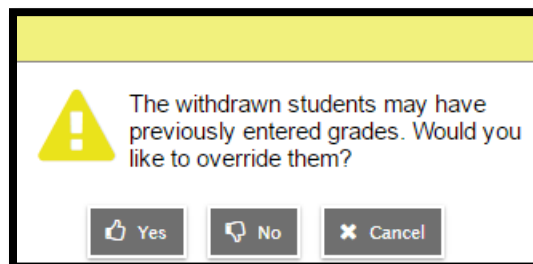 The withdrawn students may have
previously entered grades. Would you
like to override them?
Yes No Cancel